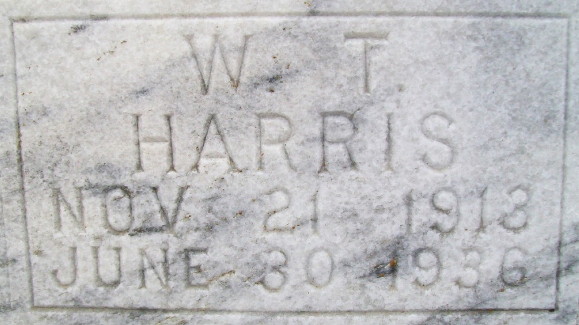 W. T.
HARRIS
NOV. 21, 1913
JUNE 30, 1936